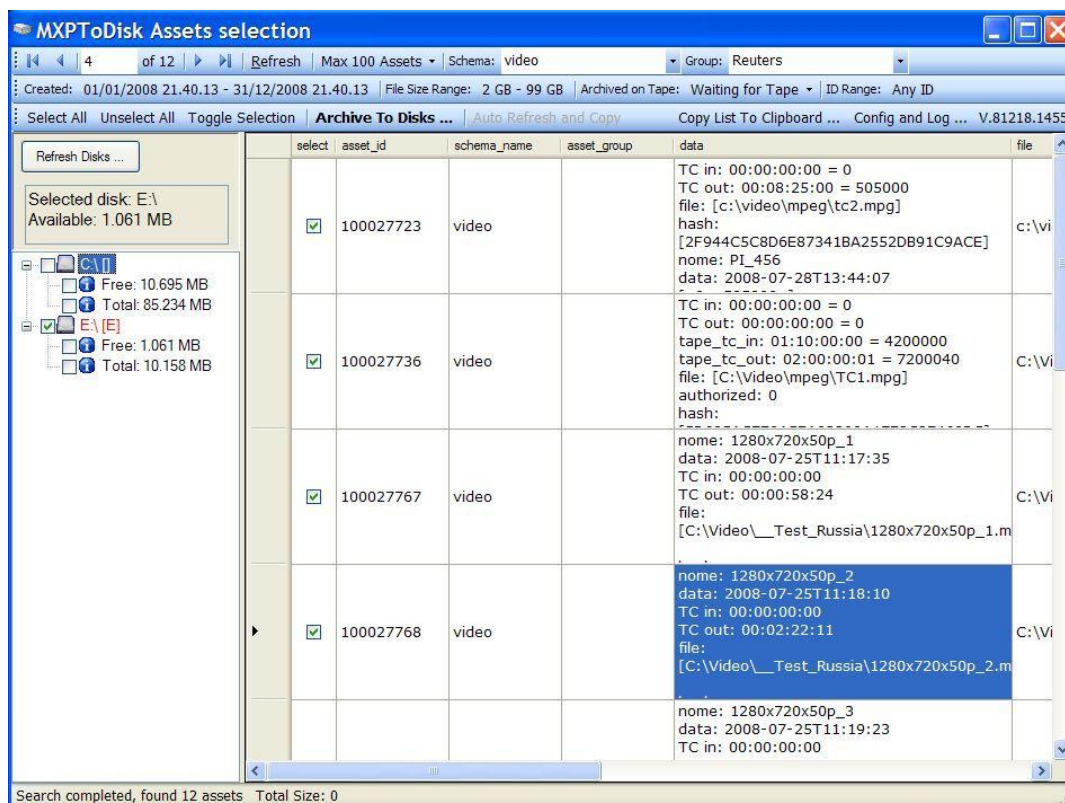 MXPToDisk Assets selection
4 of 12 Refresh Max 100 Assets Schema: video Group: Reuters
Created: 01/01/2008 21.40.13 - 31/12/2008 21.40.13 File Size Range: 2 GB - 99 GB Archived on Tape: Waiting for Tape ID Range: Any ID
Select All Unselect All Toggle Selection Archive To Disks ... Auto Refresh and Copy Copy List To Clipboard ... Config and Log ... V.81218.1455
Refresh Disks ...
Selected disk: E:\
Available: 1.061 MB
C:\ []
Free: 10.695 MB
Total: 85.234 MB
E:\ [E]
Free: 1.061 MB
Total: 10.158 MB
select asset_id schema_name asset_group data file
100027723 video
TC in: 00:00:00:00 = 0
TC out: 00:08:25:00 = 505000
file: [c:\video\mpeg\tc2.mpg]
hash:
[2F944C5C8D6E87341BA2552DB91C9ACE]
nome: PI_456
data: 2008-07-28T13:44:07
c:\vi
100027736 video
TC in: 00:00:00:00 = 0
TC out: 00:00:00:00 = 0
tape_tc_in: 01:10:00:00 = 4200000
tape_tc_out: 02:00:00:01 = 7200040
file: [C:\Video\mpeg\TC1.mpg]
authorized: 0
hash:
C:\Vi
100027767 video
nome: 1280x720x50p_1
data: 2008-07-25T11:17:35
TC in: 00:00:00:00
TC out: 00:00:58:24
file:
[C:\Video\__Test_Russia\1280x720x50p_1.m
C:\Vi
100027768 video
nome: 1280x720x50p_2
data: 2008-07-25T11:18:10
TC in: 00:00:00:00
TC out: 00:02:22:11
file:
[C:\Video\__Test_Russia\1280x720x50p_2.m
C:\Vi
nome: 1280x720x50p_3
data: 2008-07-25T11:19:23
TC in: 00:00:00:00
Search completed, found 12 assets Total Size: 0